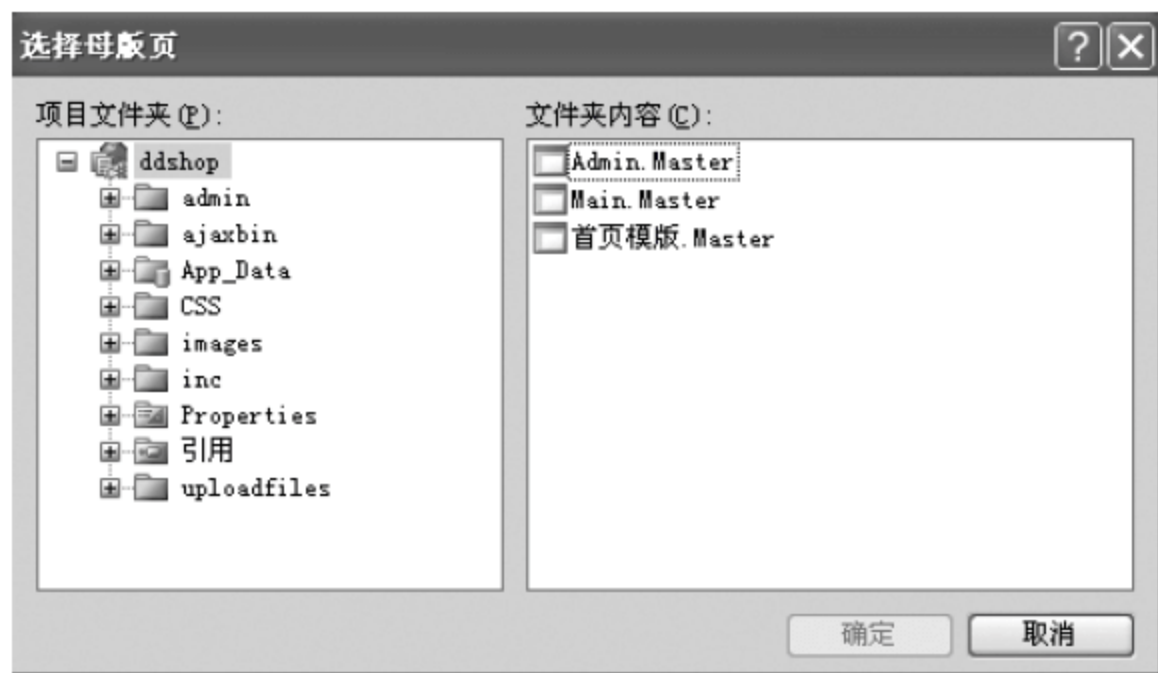 选择母版页
项目文件夹(P):
ddshop
admin
ajaxbin
App_Data
CSS
images
inc
Properties
引用
uploadfiles
文件夹内容(C):
Admin.Master
Main.Master
首页模版.Master
确定
取消